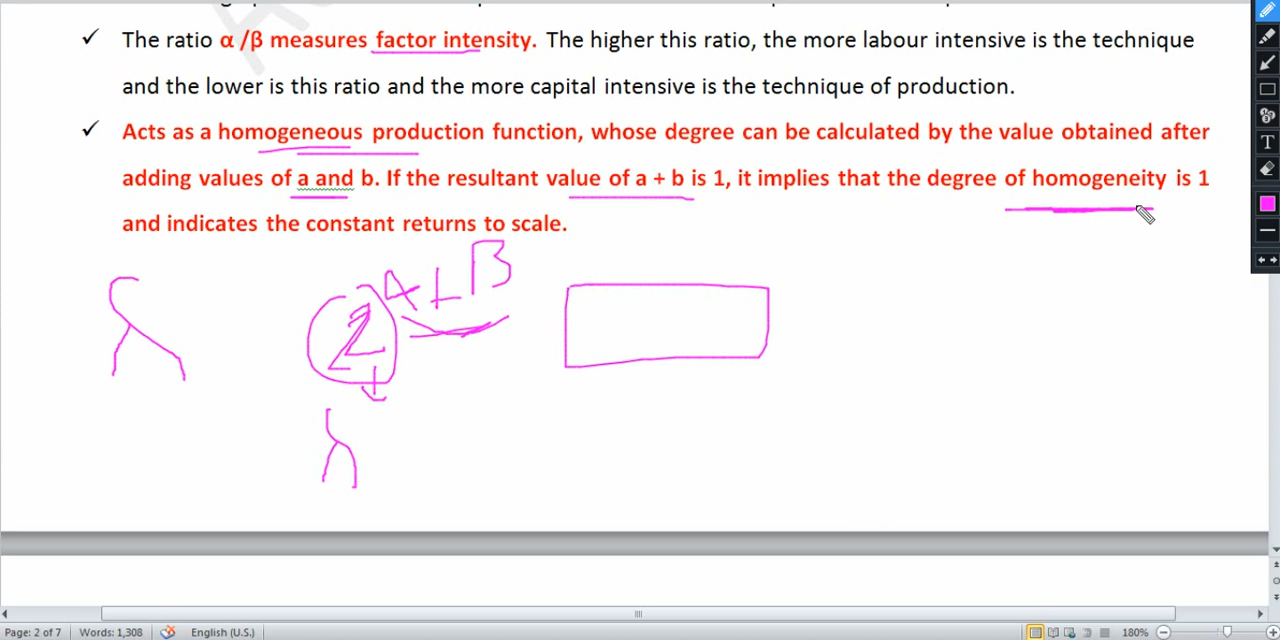 The ratio α /β measures factor intensity. The higher this ratio, the more labour intensive is the technique
and the lower is this ratio and the more capital intensive is the technique of production.
Acts as a homogeneous production function, whose degree can be calculated by the value obtained after
adding values of a and b. If the resultant value of a + b is 1, it implies that the degree of homogeneity is 1
and indicates the constant returns to scale.
λ 2 A+B
λ
Page: 2 of 7 Words: 1,308 English (U.S.) 180%